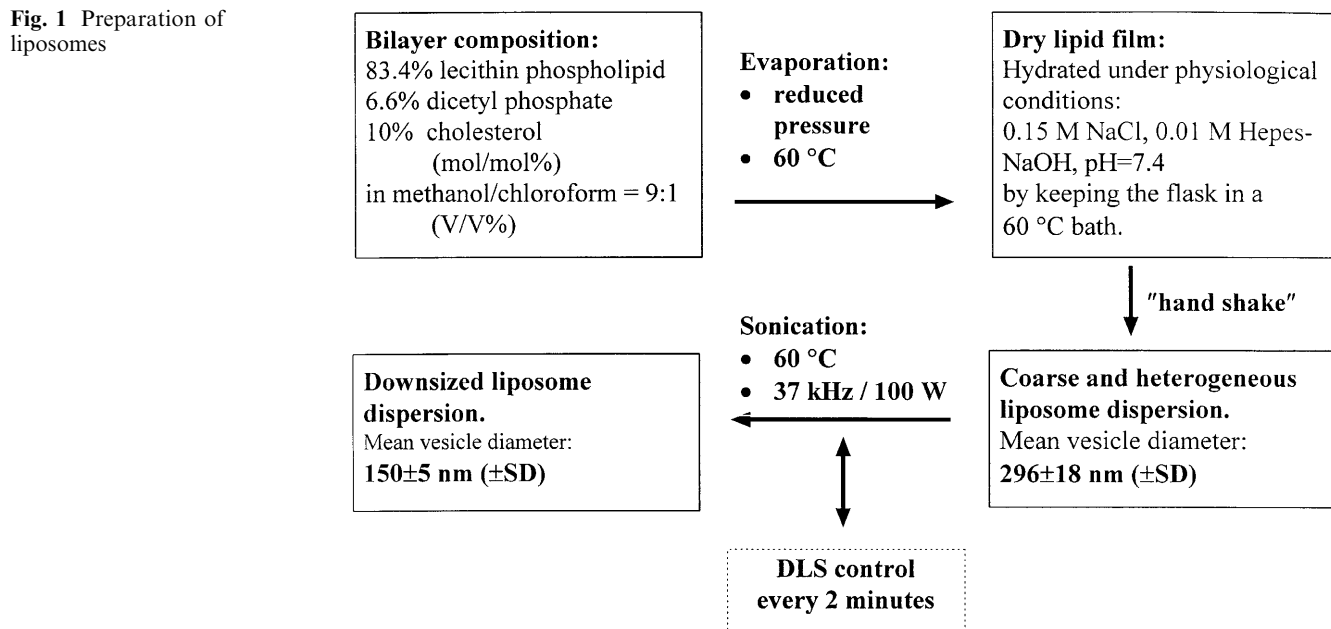 Fig. 1 Preparation of
liposomes
Bilayer composition:
83.4% lecithin phospholipid
6.6% dicetyl phosphate
10% cholesterol
(mol/mol%)
in methanol/chloroform = 9:1
(V/V%)
Evaporation:
• reduced
pressure
• 60 °C
Dry lipid film:
Hydrated under physiological
conditions:
0.15 M NaCl, 0.01 M Hepes-
NaOH, pH=7.4
by keeping the flask in a
60 °C bath.
"hand shake"
Coarse and heterogeneous
liposome dispersion.
Mean vesicle diameter:
296±18 nm (±SD)
Sonication:
• 60 °C
• 37 kHz / 100 W
Downsized liposome
dispersion.
Mean vesicle diameter:
150±5 nm (±SD)
DLS control
every 2 minutes